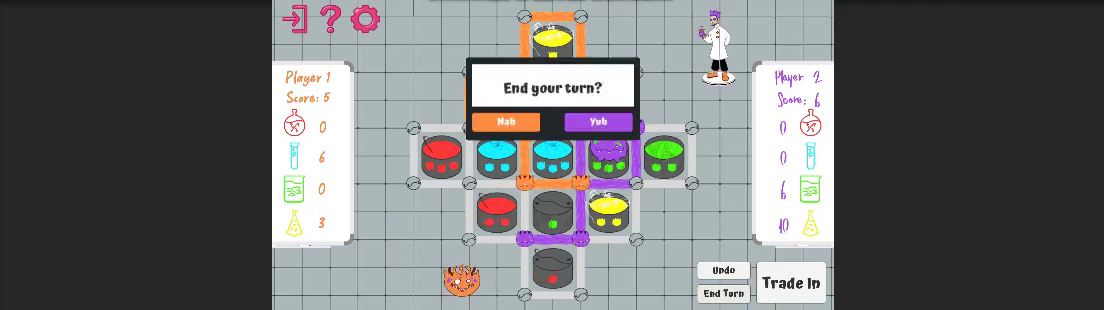 ?
Player 1
Score: 5
0
6
0
3
End your turn?
Nah
Yuh
Player 2
Score: 6
0
0
6
10
Undo
End Turn
Trade In